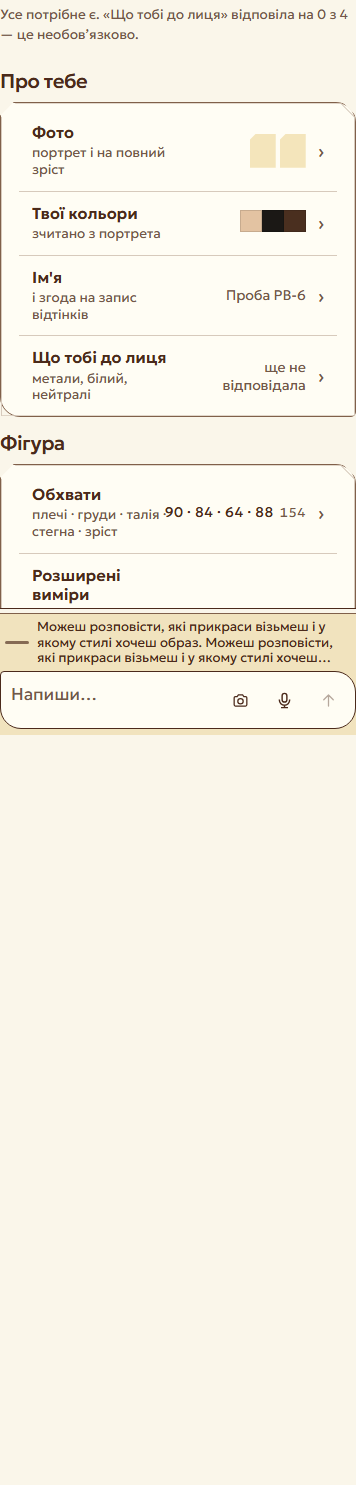 Усе потрібне є. «Що тобі до лиця» відповіла на 0 з 4
— це необов’язково.
Про тебе
Фото
портрет і на повний
зріст
Твої кольори
зчитано з портрета
Ім'я
і згода на запис
відтінків
Проба РВ-6
Що тобі до лиця
метали, білий,
нейтралі
ще не
відповідала
Фігура
Обхвати
плечі · груди · талія ·
стегна · зріст
90 · 84 · 64 · 88 154
Розширені
виміри
Можеш розповісти, які прикраси візьмеш і у
якому стилі хочеш образ. Можеш розповісти,
які прикраси візьмеш і у якому стилі хочеш…
Напиши…